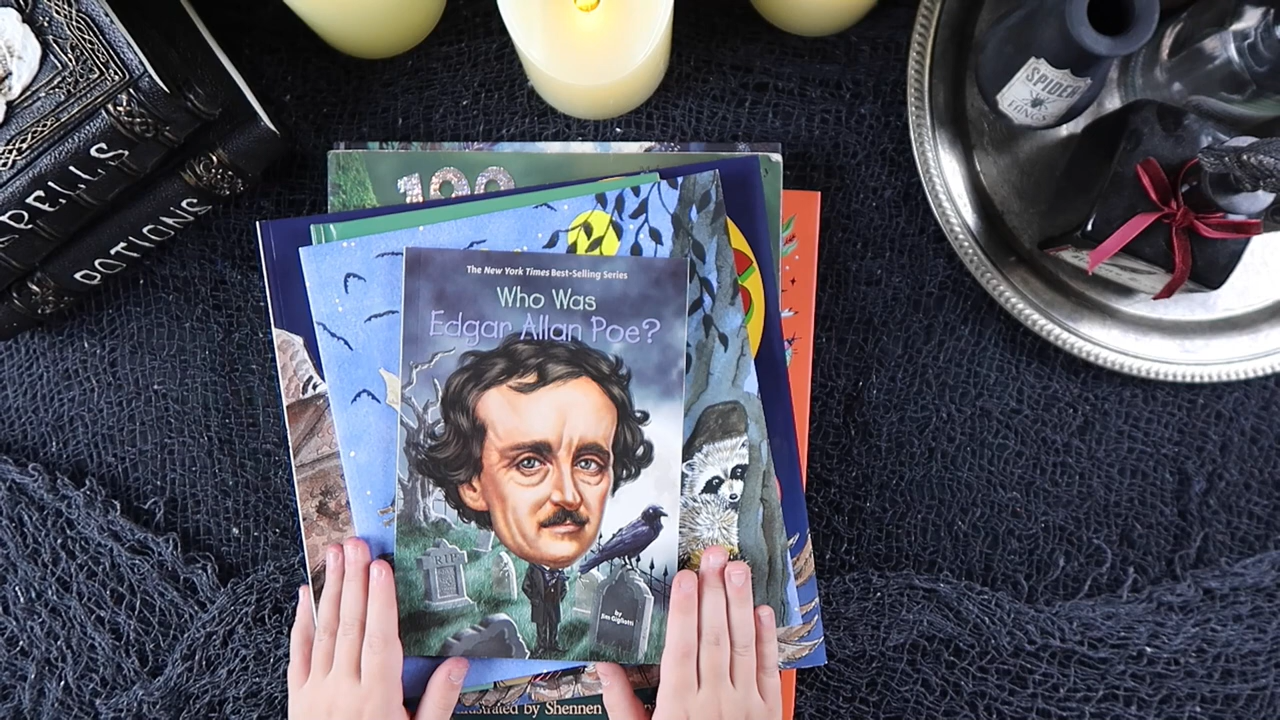 SPELLS
POTIONS
SPIDER
FANGS
100
The New York Times Best-Selling Series
Who Was
Edgar Allan Poe?
RIP
by
Jim Gigliotti
Illustrated by Shennen